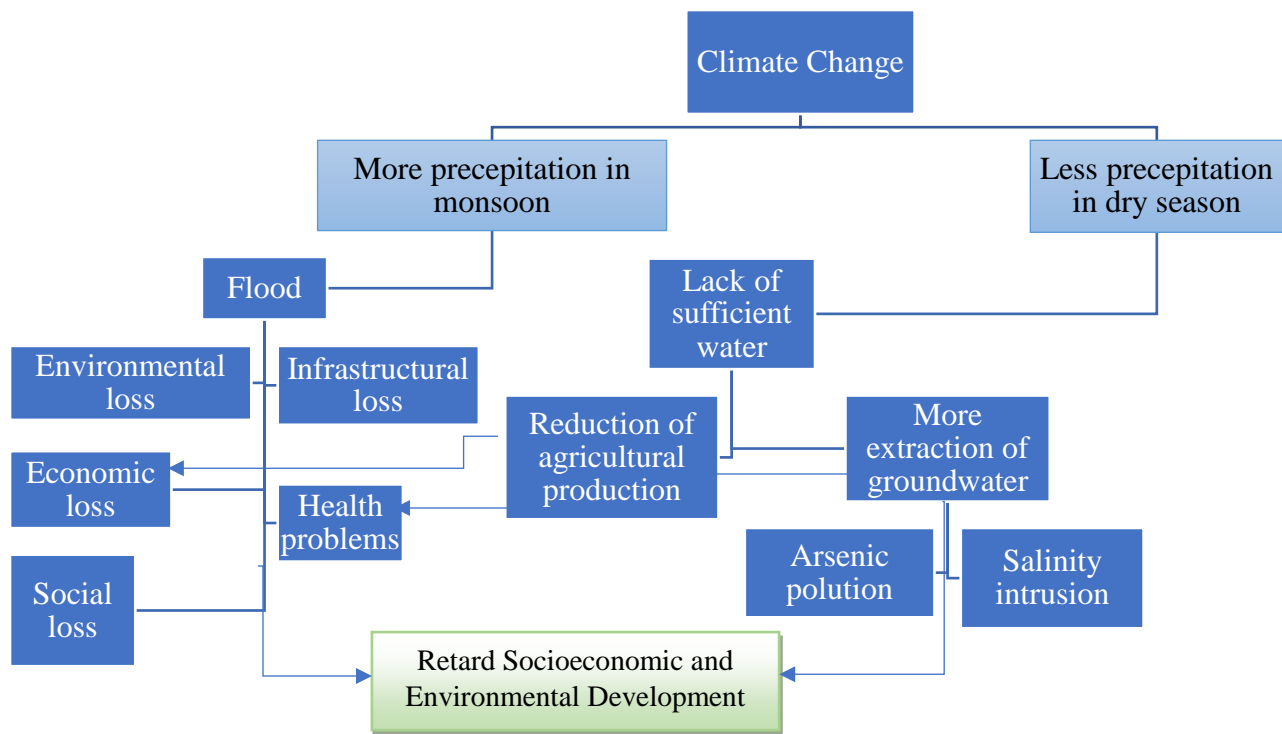 Climate Change
More precepitation in
monsoon
Less precepitation
in dry season
Flood
Lack of
sufficient
water
Environmental
loss
Infrastructural
loss
Reduction of
agricultural
production
More
extraction of
groundwater
Economic
loss
Health
problems
Arsenic
polution
Salinity
intrusion
Social
loss
Retard Socioeconomic and
Environmental Development